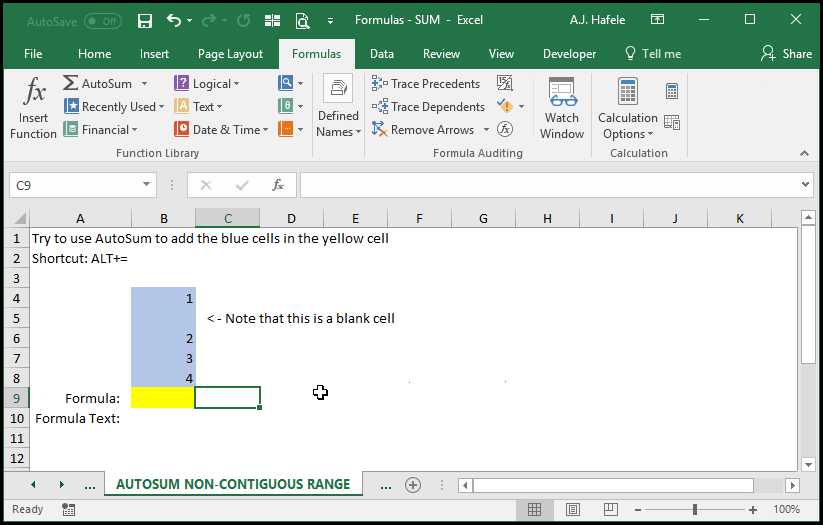 AutoSave Off
Formulas - SUM - Excel
A.J. Hafele
File Home Insert Page Layout Formulas Data Review View Developer Tell me Share
Insert Function
AutoSum
Recently Used
Financial
Logical
Text
Date & Time
Function Library
Defined Names
Trace Precedents
Trace Dependents
Remove Arrows
Formula Auditing
Watch Window
Calculation Options
Calculation
C9 fx
A B C D E F G H I J K
1 Try to use AutoSum to add the blue cells in the yellow cell
2 Shortcut: ALT+=
3
4 1
5 <- Note that this is a blank cell
6 2
7 3
8 4
9 Formula:
10 Formula Text:
11
12
... AUTOSUM NON-CONTIGUOUS RANGE ...
Ready 100%